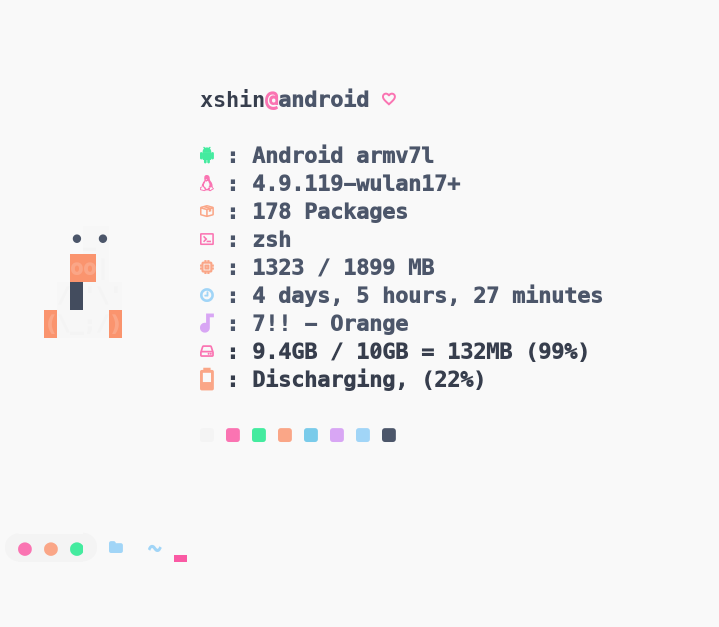 xshin@android ♡
: Android armv7l
: 4.9.119-wulan17+
: 178 Packages
: zsh
: 1323 / 1899 MB
: 4 days, 5 hours, 27 minutes
: 7!! - Orange
: 9.4GB / 10GB = 132MB (99%)
: Discharging, (22%)
~